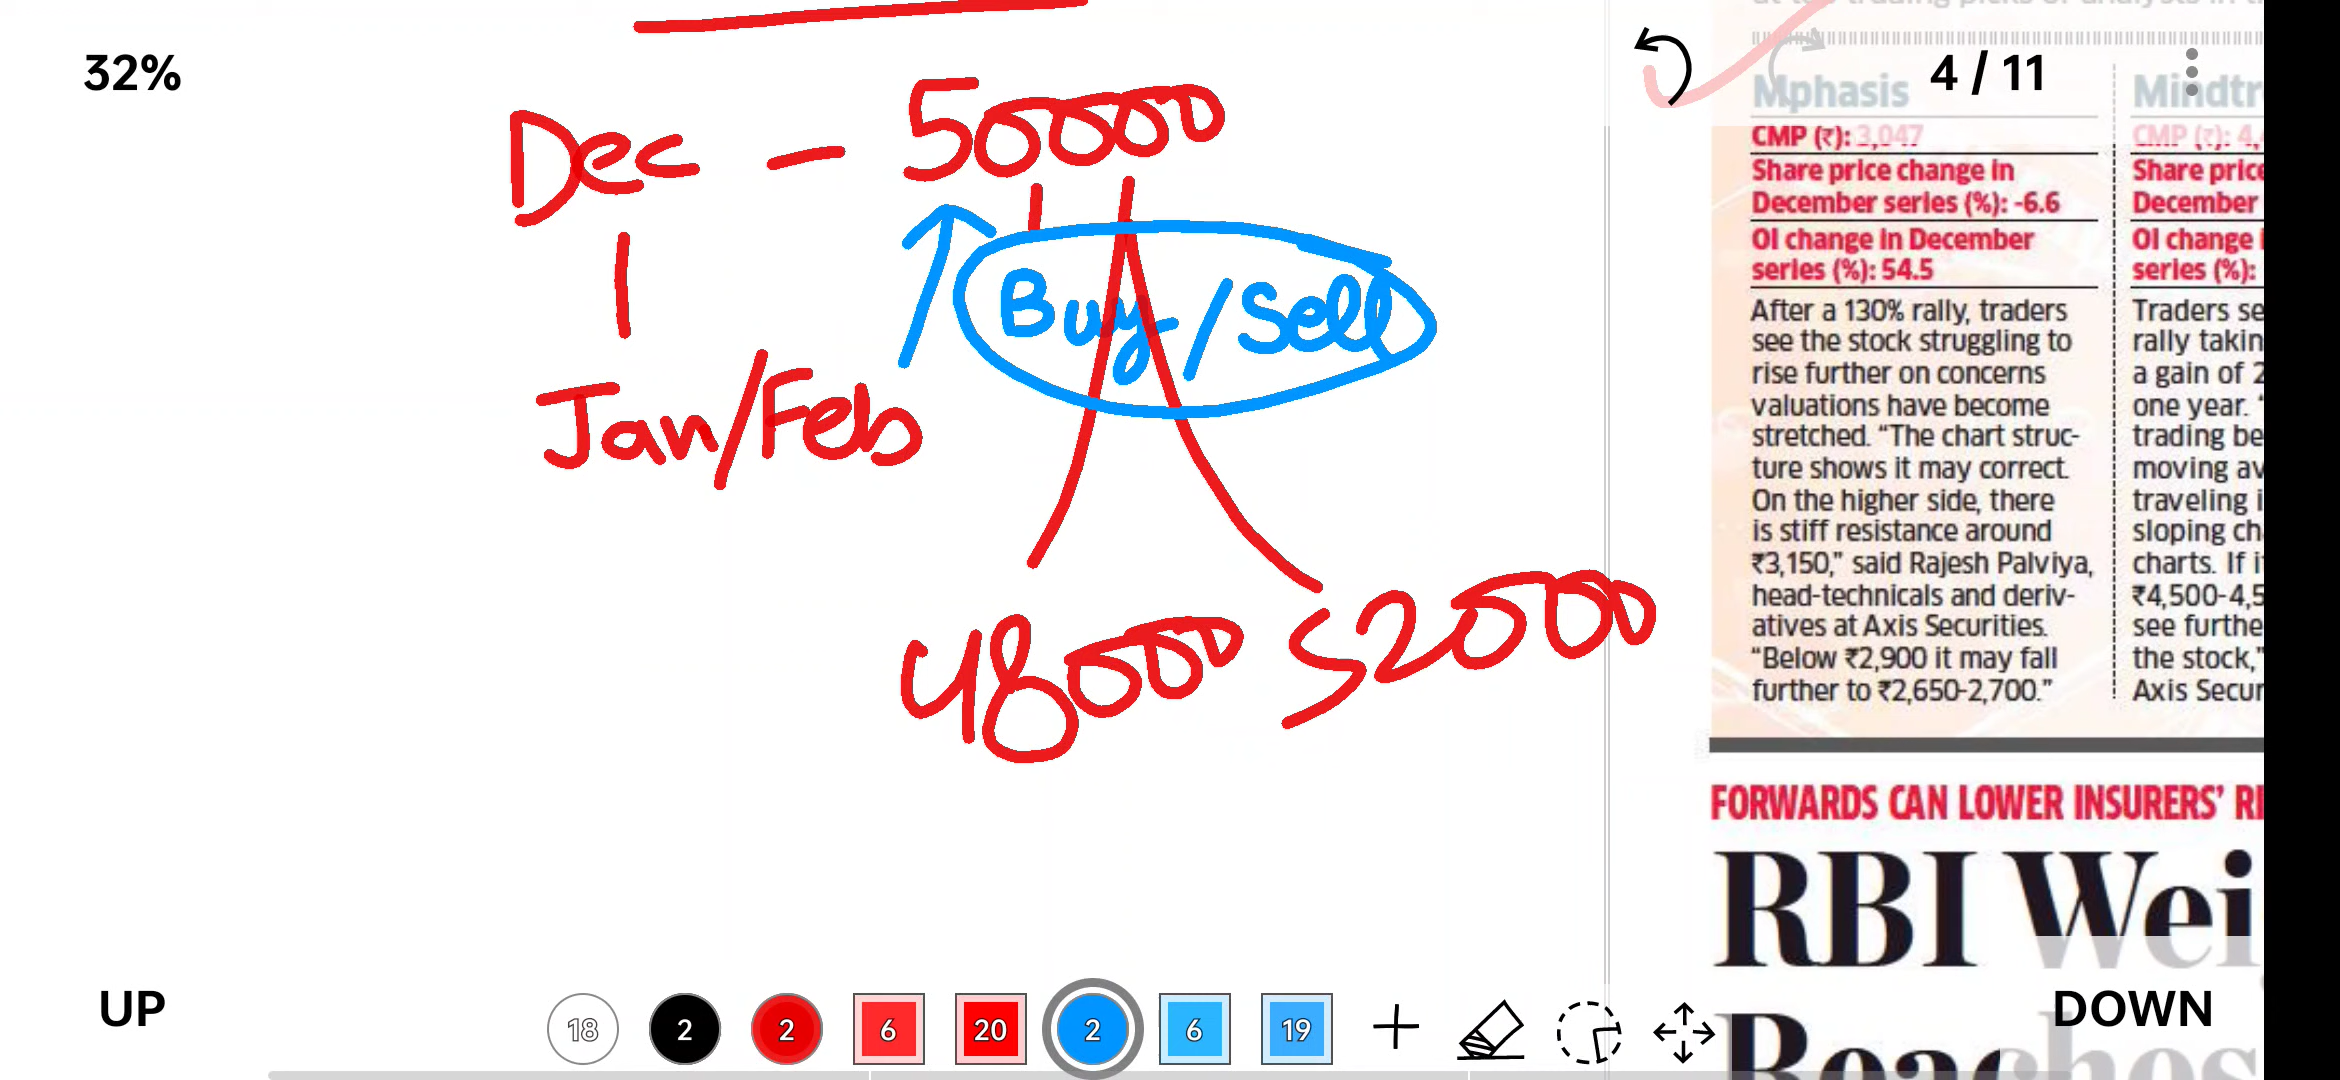 32%
4 / 11
Dec - 50000
Buy/Sell
Jan/Feb
48000 52000
Mphasis
CMP (₹): 3,047
Share price change in
December series (%): -6.6
OI change in December
series (%): 54.5
After a 130% rally, traders
see the stock struggling to
rise further on concerns
valuations have become
stretched. “The chart struc-
ture shows it may correct.
On the higher side, there
is stiff resistance around
₹3,150,” said Rajesh Palviya,
head-technicals and deriv-
atives at Axis Securities.
“Below ₹2,900 it may fall
further to ₹2,650-2,700.”
Mindtr
CMP (₹): 4,
Share price
December
OI change
series (%):
Traders se
rally takin
a gain of 2
one year. “
trading be
moving av
traveling i
sloping ch
charts. If i
₹4,500-4,5
see furthe
the stock,”
Axis Secur
FORWARDS CAN LOWER INSURERS’ RI
RBI Wei
UP
18 2 2 6 20 2 6 19
DOWN